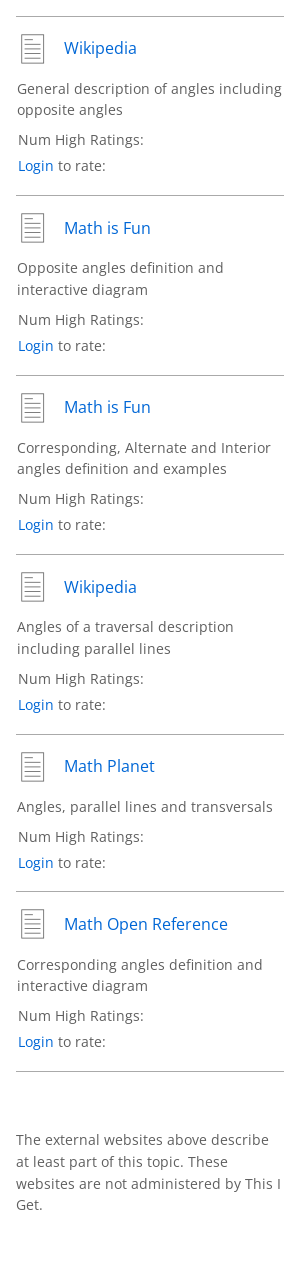 Wikipedia
General description of angles including
opposite angles
Num High Ratings:
Login to rate:
Math is Fun
Opposite angles definition and
interactive diagram
Num High Ratings:
Login to rate:
Math is Fun
Corresponding, Alternate and Interior
angles definition and examples
Num High Ratings:
Login to rate:
Wikipedia
Angles of a traversal description
including parallel lines
Num High Ratings:
Login to rate:
Math Planet
Angles, parallel lines and transversals
Num High Ratings:
Login to rate:
Math Open Reference
Corresponding angles definition and
interactive diagram
Num High Ratings:
Login to rate:
The external websites above describe
at least part of this topic. These
websites are not administered by This I
Get.